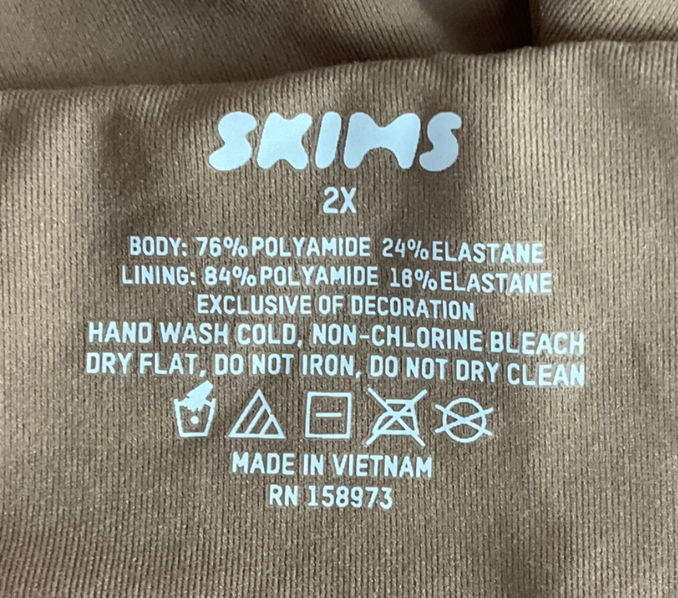 SKIMS
2X
BODY: 76% POLYAMIDE 24% ELASTANE
LINING: 84% POLYAMIDE 16% ELASTANE
EXCLUSIVE OF DECORATION
HAND WASH COLD, NON-CHLORINE BLEACH
DRY FLAT, DO NOT IRON, DO NOT DRY CLEAN
MADE IN VIETNAM
RN 158973